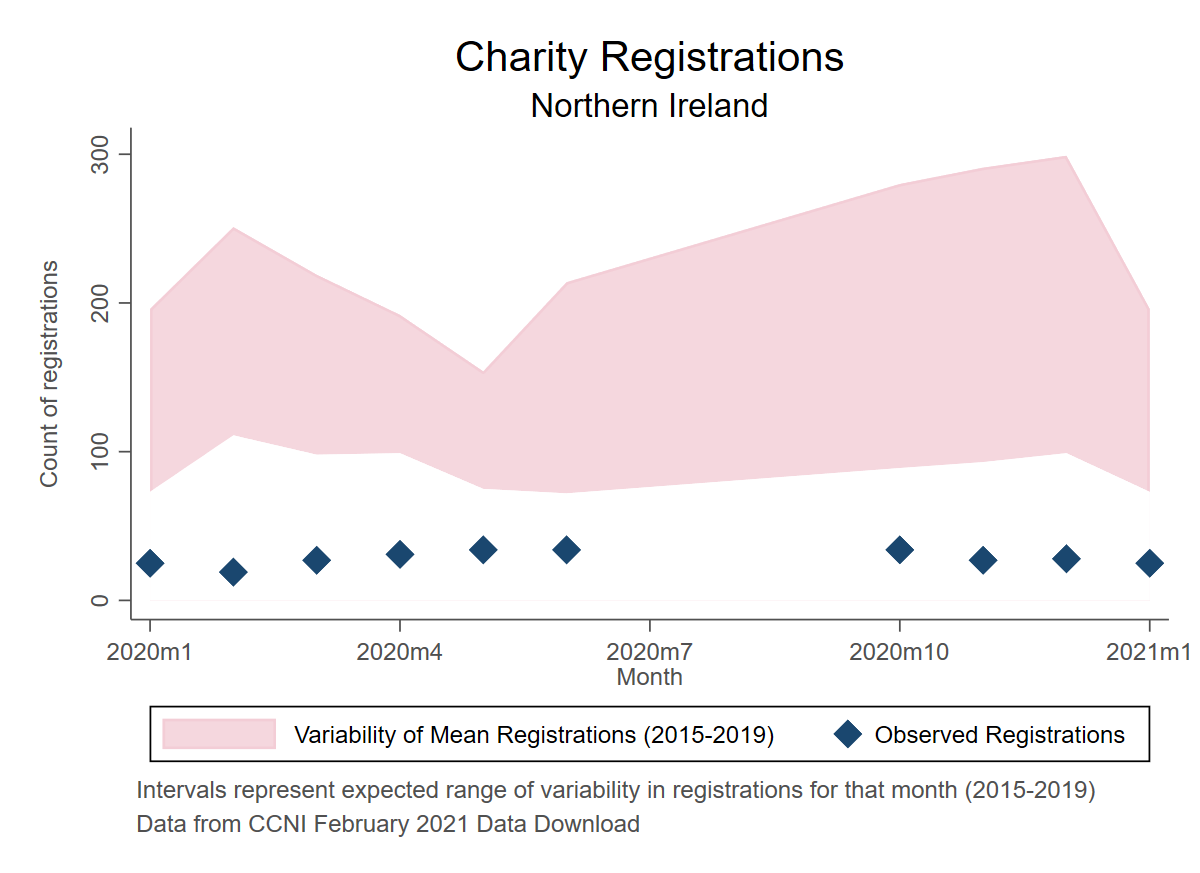 Charity Registrations
Northern Ireland
Count of registrations
300
200
100
0
2020m1 2020m4 2020m7 2020m10 2021m1
Month
Variability of Mean Registrations (2015-2019) Observed Registrations
Intervals represent expected range of variability in registrations for that month (2015-2019)
Data from CCNI February 2021 Data Download